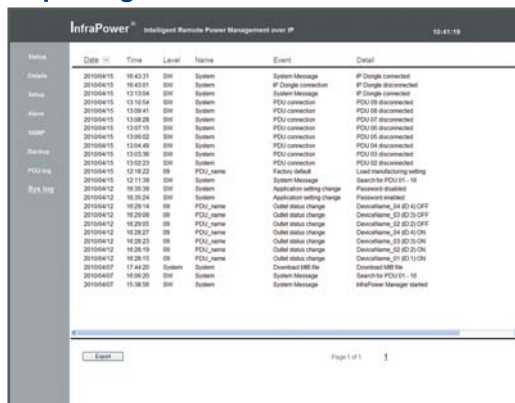 InfraPower® Intelligent Remote Power Management over IP 10:41:19
Status
Details
Setup
Alarm
SNMP
Backup
PDU log
Sys log
Date Time Level Name Event Detail
2010/04/15 16:43:31 SW System System Message IP Dongle connected
2010/04/15 16:43:01 SW System IP Dongle connection IP Dongle disconnected
2010/04/15 13:13:54 SW System System Message IP Dongle connected
2010/04/15 13:10:54 SW System PDU connection PDU 09 disconnected
2010/04/15 13:09:41 SW System PDU connection PDU 08 disconnected
2010/04/15 13:08:28 SW System PDU connection PDU 07 disconnected
2010/04/15 13:07:15 SW System PDU connection PDU 06 disconnected
2010/04/15 13:06:02 SW System PDU connection PDU 05 disconnected
2010/04/15 13:04:49 SW System PDU connection PDU 04 disconnected
2010/04/15 13:03:36 SW System PDU connection PDU 03 disconnected
2010/04/15 13:02:23 SW System PDU connection PDU 02 disconnected
2010/04/15 12:18:22 09 PDU_name Factory default Load manufacturing setting
2010/04/15 12:11:39 SW System System Message Search for PDU 01 - 16
2010/04/12 16:35:38 SW System Application setting change Password disabled
2010/04/12 16:35:24 SW System Application setting change Password enabled
2010/04/12 16:29:14 09 PDU_name Outlet status change DeviceName_04 (ID:4) OFF
2010/04/12 16:29:09 09 PDU_name Outlet status change DeviceName_03 (ID:3) OFF
2010/04/12 16:29:05 09 PDU_name Outlet status change DeviceName_02 (ID:2) OFF
2010/04/12 16:28:27 09 PDU_name Outlet status change DeviceName_04 (ID:4) ON
2010/04/12 16:28:23 09 PDU_name Outlet status change DeviceName_03 (ID:3) ON
2010/04/12 16:28:19 09 PDU_name Outlet status change DeviceName_02 (ID:2) ON
2010/04/12 16:28:15 09 PDU_name Outlet status change DeviceName_01 (ID:1) ON
2010/04/07 17:44:20 System System Download MIB file Download MIB file
2010/04/07 16:06:20 SW System System Message Search for PDU 01 - 16
2010/04/07 15:38:56 SW System System Message InfraPower Manager started
Export Page 1 of 1 1